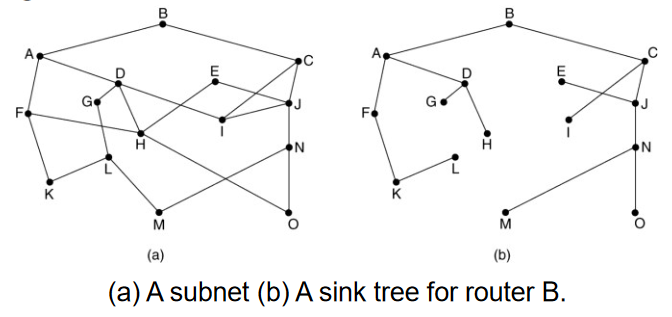 B B
A C A C
D E D E
G J G J
F I F I
H N H N
L L
K K
M O M O
(a) (b)
(a) A subnet (b) A sink tree for router B.